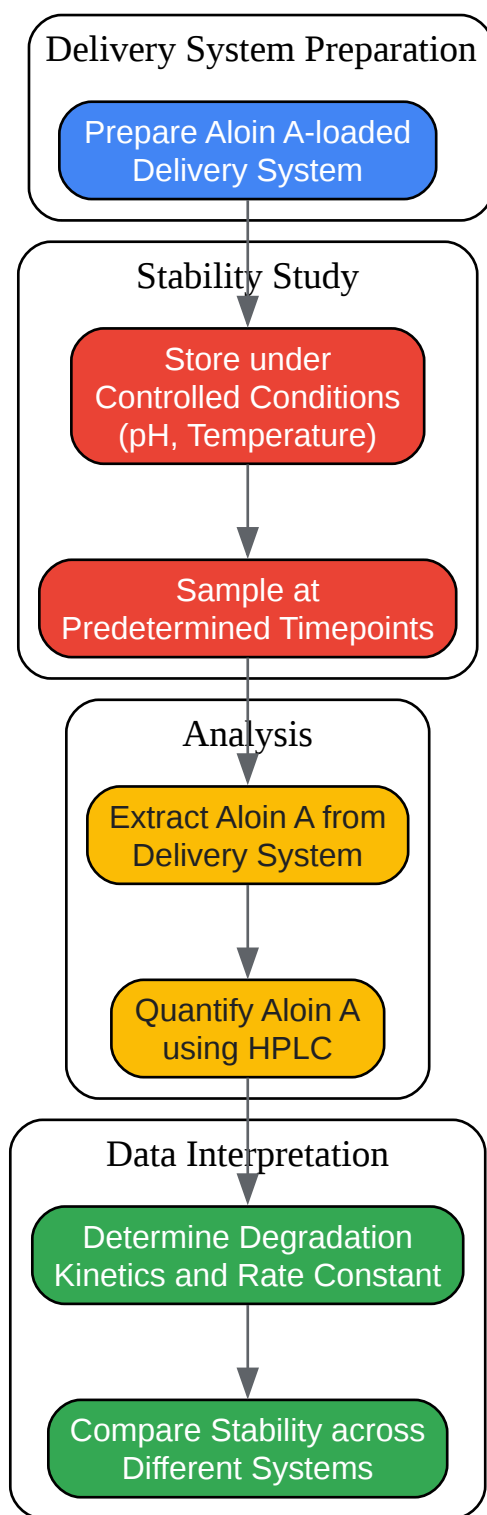 Delivery System Preparation
Prepare Aloin A-loaded
Delivery System
Stability Study
Store under
Controlled Conditions
(pH, Temperature)
Sample at
Predetermined Timepoints
Analysis
Extract Aloin A from
Delivery System
Quantify Aloin A
using HPLC
Data Interpretation
Determine Degradation
Kinetics and Rate Constant
Compare Stability across
Different Systems